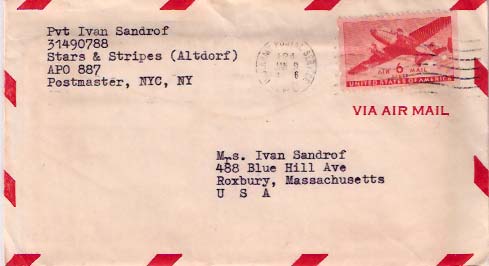 Pvt Ivan Sandrof
31490788
Stars & Stripes (Altdorf)
APO 887
Postmaster, NYC, NY
POSTAL
6
AIR MAIL
UNITED STATES OF AMERICA
VIA AIR MAIL
Mrs. Ivan Sandrof
488 Blue Hill Ave
Roxbury, Massachusetts
U S A